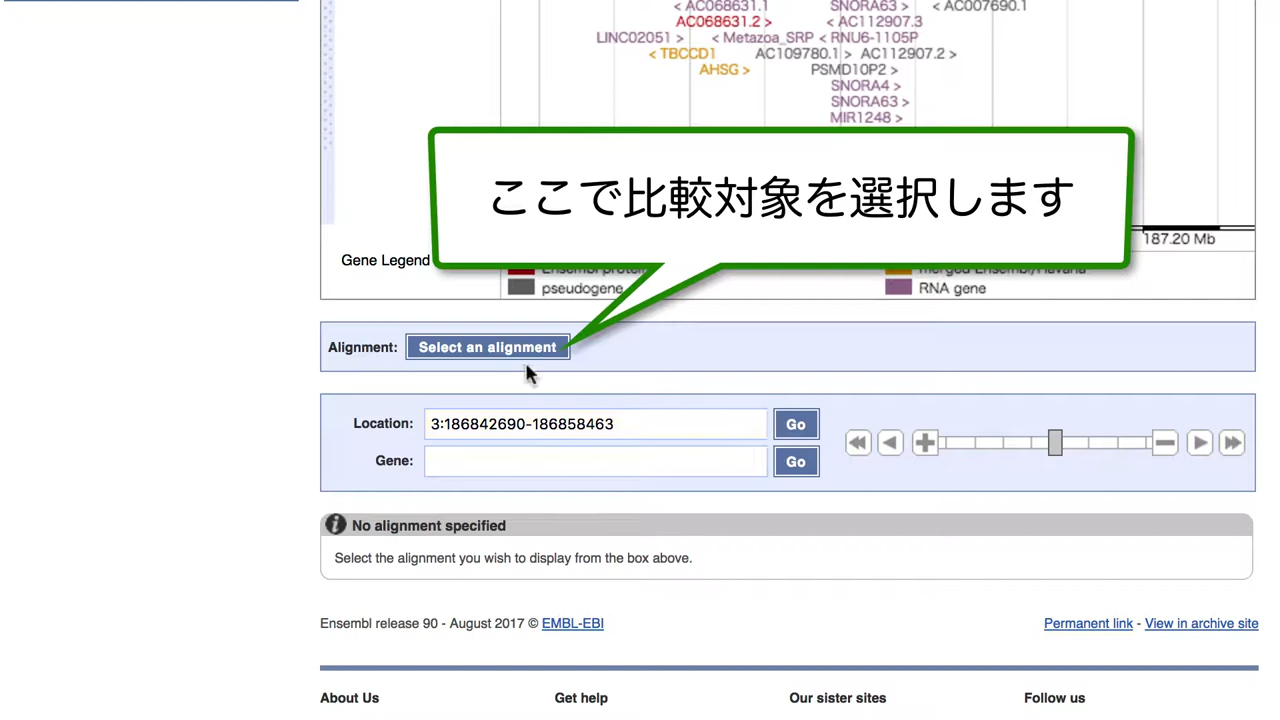 < AC068631.1 SNORA63 > < AC007690.1
AC068631.2 > < AC112907.3
LINC02051 > < Metazoa_SRP < RNU6-1105P
< TBCCD1 AC109780.1 > AC112907.2 >
AHSG > PSMD10P2 >
SNORA4 >
SNORA63 >
MIR1248 >
ここで比較対象を選択します
187.20 Mb
Gene Legend
merged Ensembl/Havana
pseudogene RNA gene
Alignment: Select an alignment
Location: 3:186842690-186858463 Go
Gene: Go
No alignment specified
Select the alignment you wish to display from the box above.
Ensembl release 90 - August 2017 © EMBL-EBI Permanent link - View in archive site
About Us Get help Our sister sites Follow us